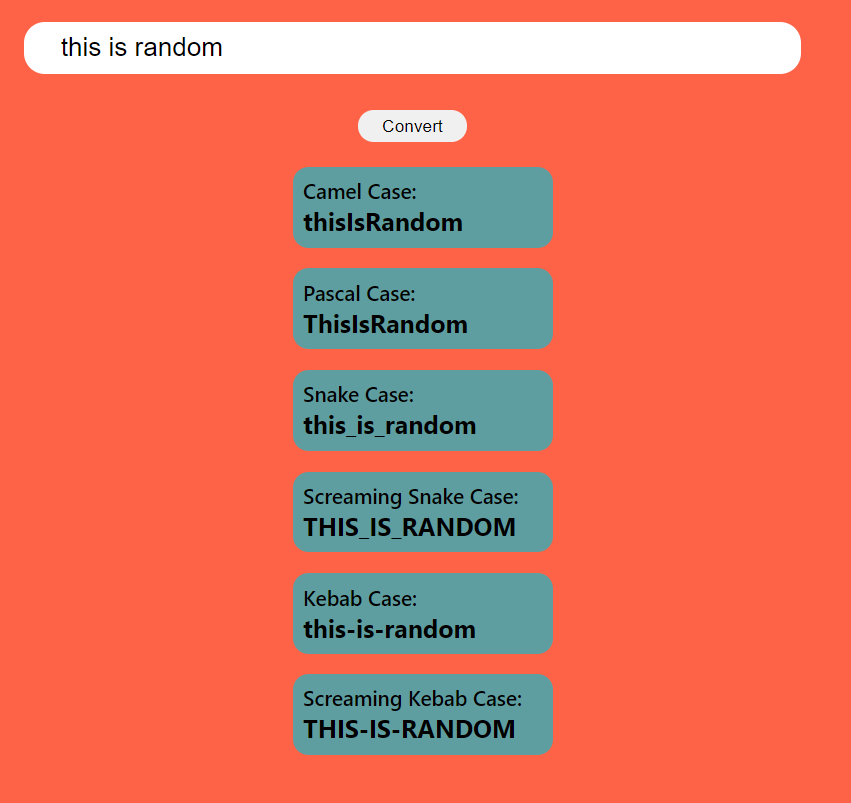 this is random
Convert
Camel Case:
thisIsRandom
Pascal Case:
ThisIsRandom
Snake Case:
this_is_random
Screaming Snake Case:
THIS_IS_RANDOM
Kebab Case:
this-is-random
Screaming Kebab Case:
THIS-IS-RANDOM